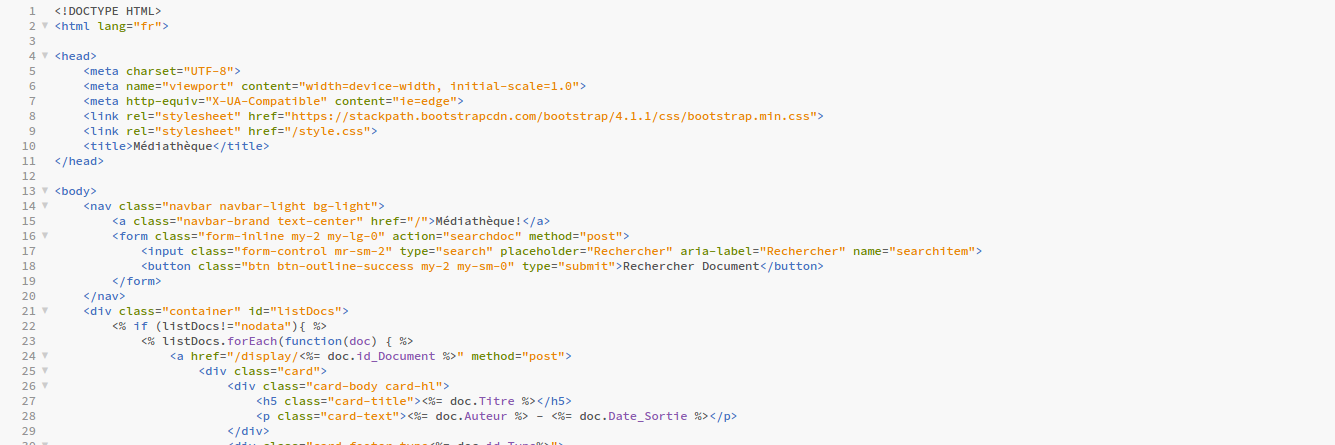 1 <!DOCTYPE HTML>
2 <html lang="fr">
3
4 <head>
5 <meta charset="UTF-8">
6 <meta name="viewport" content="width=device-width, initial-scale=1.0">
7 <meta http-equiv="X-UA-Compatible" content="ie=edge">
8 <link rel="stylesheet" href="https://stackpath.bootstrapcdn.com/bootstrap/4.1.1/css/bootstrap.min.css">
9 <link rel="stylesheet" href="/style.css">
10 <title>Médiathèque</title>
11 </head>
12
13 <body>
14 <nav class="navbar navbar-light bg-light">
15 <a class="navbar-brand text-center" href="/">Médiathèque!</a>
16 <form class="form-inline my-2 my-lg-0" action="searchdoc" method="post">
17 <input class="form-control mr-sm-2" type="search" placeholder="Rechercher" aria-label="Rechercher" name="searchitem">
18 <button class="btn btn-outline-success my-2 my-sm-0" type="submit">Rechercher Document</button>
19 </form>
20 </nav>
21 <div class="container" id="listDocs">
22 <% if (listDocs!="nodata"){ %>
23 <% listDocs.forEach(function(doc) { %>
24 <a href="/display/<%= doc.id_Document %>" method="post">
25 <div class="card">
26 <div class="card-body card-hl">
27 <h5 class="card-title"><%= doc.Titre %></h5>
28 <p class="card-text"><%= doc.Auteur %> - <%= doc.Date_Sortie %></p>
29 </div>
30 <div class="card-footer type<%= doc.id_Type%>">